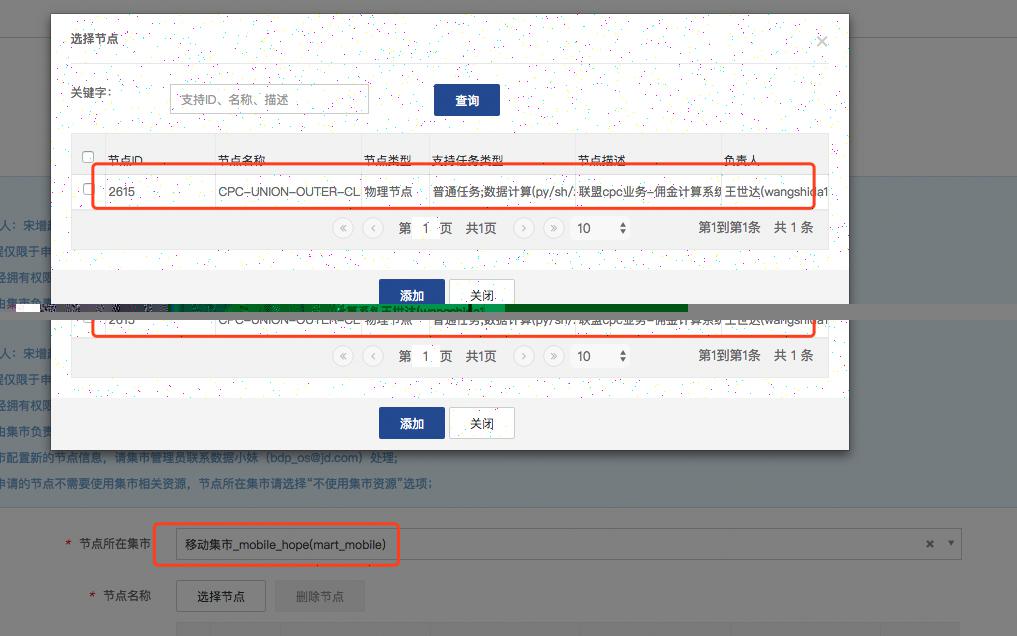 选择节点
关键字：
支持ID、名称、描述
查询
节点ID 节点名称 节点类型 支持任务类型 节点描述 负责人
2615 CPC-UNION-OUTER-CL 物理节点 普通任务;数据计算(py/sh/ 联盟cpc业务-佣金计算系统 王世达(wangshida1
人：宋增
第 1 页 共1页 10 第1到第1条 共 1 条
程仅限于申
经拥有权限
添加 关闭
由集市负责
2615 CPC-UNION-OUTER-CL 物理节点 普通任务;数据计算(py/sh/ 联盟cpc业务-佣金计算系统 王世达(wangshida1
人：宋增
第 1 页 共1页 10 第1到第1条 共 1 条
程仅限于申
经拥有权限
添加 关闭
由集市负责
市配置新的节点信息，请集市管理员联系数据小妹（bdp_os@jd.com）处理;
申请的节点不需要使用集市相关资源，节点所在集市请选择“不使用集市资源”选项;
* 节点所在集市 移动集市_mobile_hope(mart_mobile)
* 节点名称 选择节点 删除节点